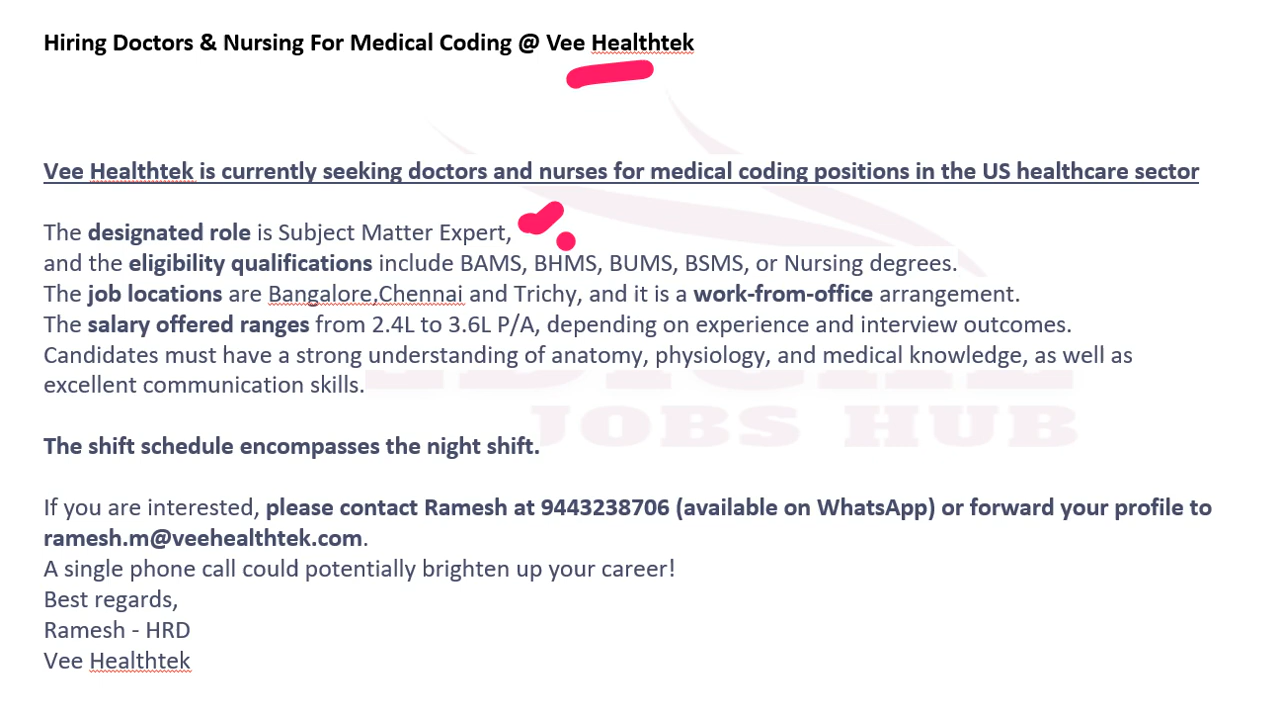 Hiring Doctors & Nursing For Medical Coding @ Vee Healthtek
Vee Healthtek is currently seeking doctors and nurses for medical coding positions in the US healthcare sector
The designated role is Subject Matter Expert,
and the eligibility qualifications include BAMS, BHMS, BUMS, BSMS, or Nursing degrees.
The job locations are Bangalore,Chennai and Trichy, and it is a work-from-office arrangement.
The salary offered ranges from 2.4L to 3.6L P/A, depending on experience and interview outcomes.
Candidates must have a strong understanding of anatomy, physiology, and medical knowledge, as well as
excellent communication skills.
JOBS HUB
The shift schedule encompasses the night shift.
If you are interested, please contact Ramesh at 9443238706 (available on WhatsApp) or forward your profile to
ramesh.m@veehealthtek.com.
A single phone call could potentially brighten up your career!
Best regards,
Ramesh - HRD
Vee Healthtek